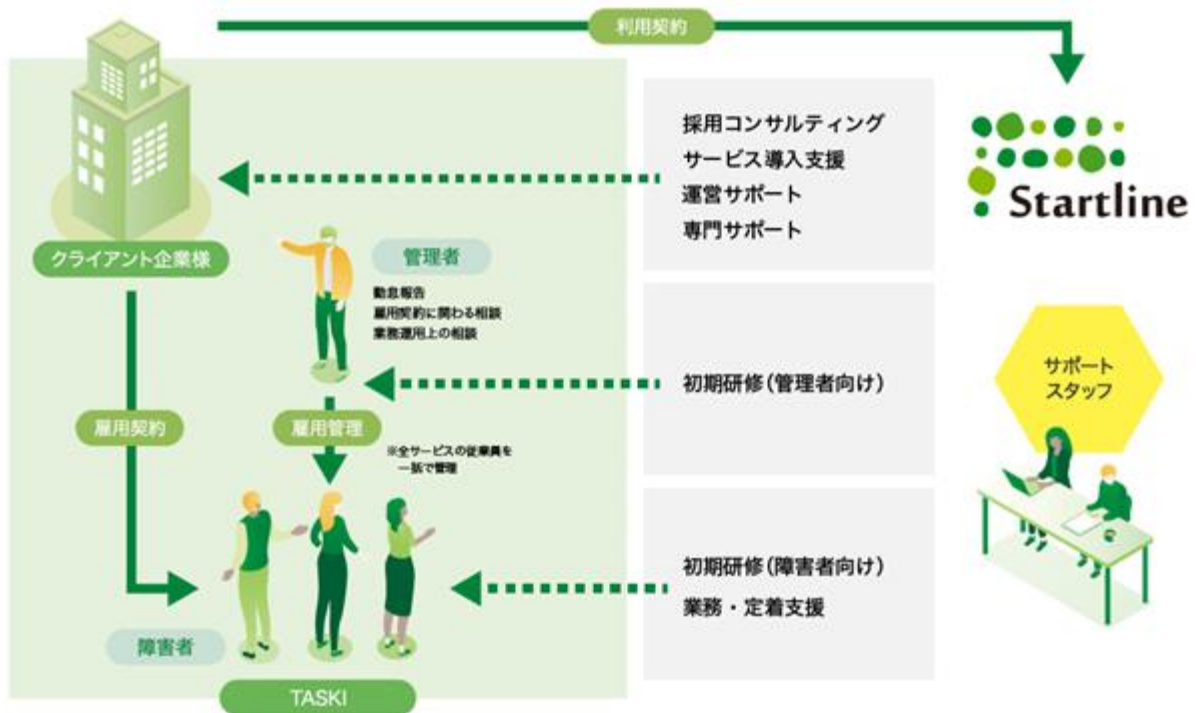 利用契約
採用コンサルティング
サービス導入支援
運営サポート
専門サポート
Startline
クライアント企業様
管理者
勤怠報告
雇用契約に関わる相談
業務運用上の相談
初期研修(管理者向け)
サポート
スタッフ
雇用契約
雇用管理
※全サービスの従業員を
一括で管理
初期研修(障害者向け)
業務・定着支援
障害者
TASKI